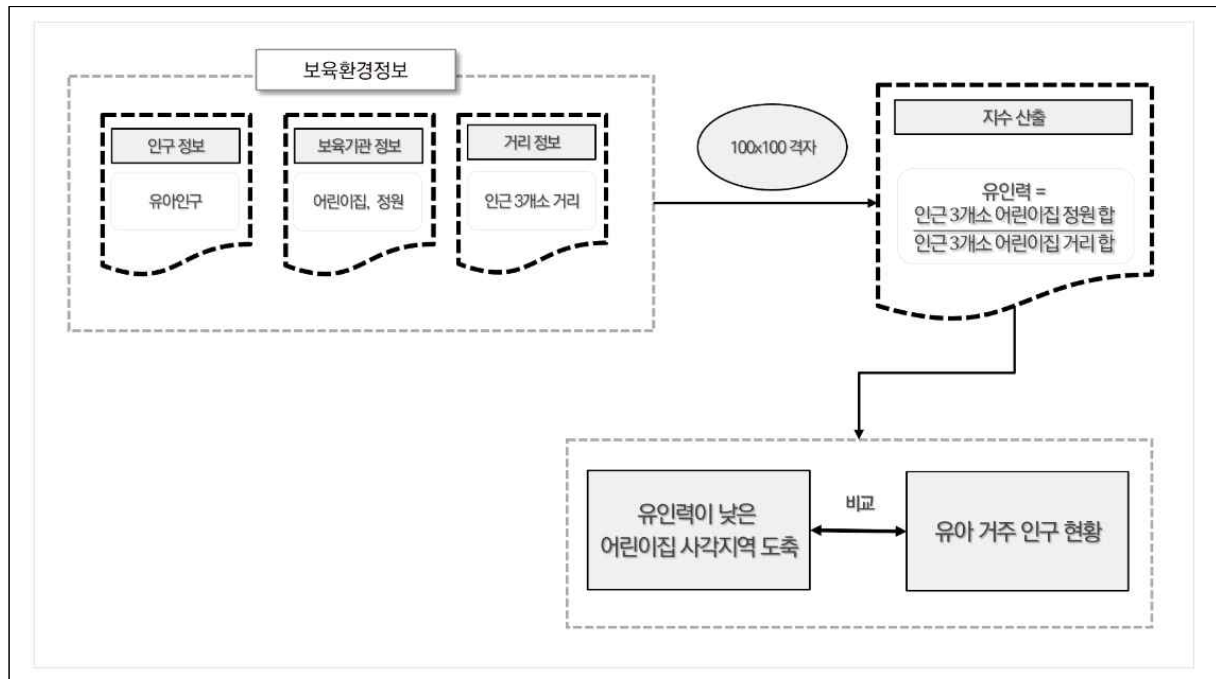 보육환경정보
인구 정보
유아인구
보육기관 정보
어린이집, 정원
거리 정보
인근 3개소 거리
100x100 격자
지수 산출
유인력 =
인근 3개소 어린이집 정원 합
인근 3개소 어린이집 거리 합
유인력이 낮은
어린이집 사각지역 도축
비교
유아 거주 인구 현황